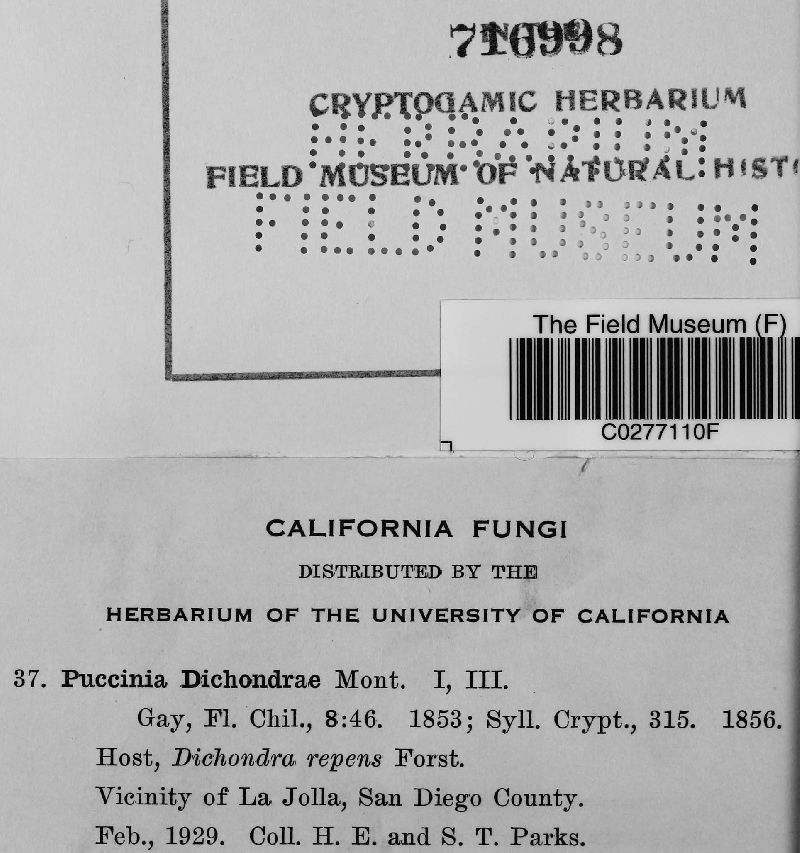 CRYPTOGAMIC HERBARIUM
HERBARIUM
FIELD MUSEUM OF NATURAL HIST
FIELD MUSEUM
The Field Museum (F)
C0277110F
CALIFORNIA FUNGI
DISTRIBUTED BY THE
HERBARIUM OF THE UNIVERSITY OF CALIFORNIA
37. Puccinia Dichondrae Mont. I, III.
Gay, Fl. Chil., 8:46. 1853; Syll. Crypt., 315. 1856.
Host, Dichondra repens Forst.
Vicinity of La Jolla, San Diego County.
Feb., 1929. Coll. H. E. and S. T. Parks.